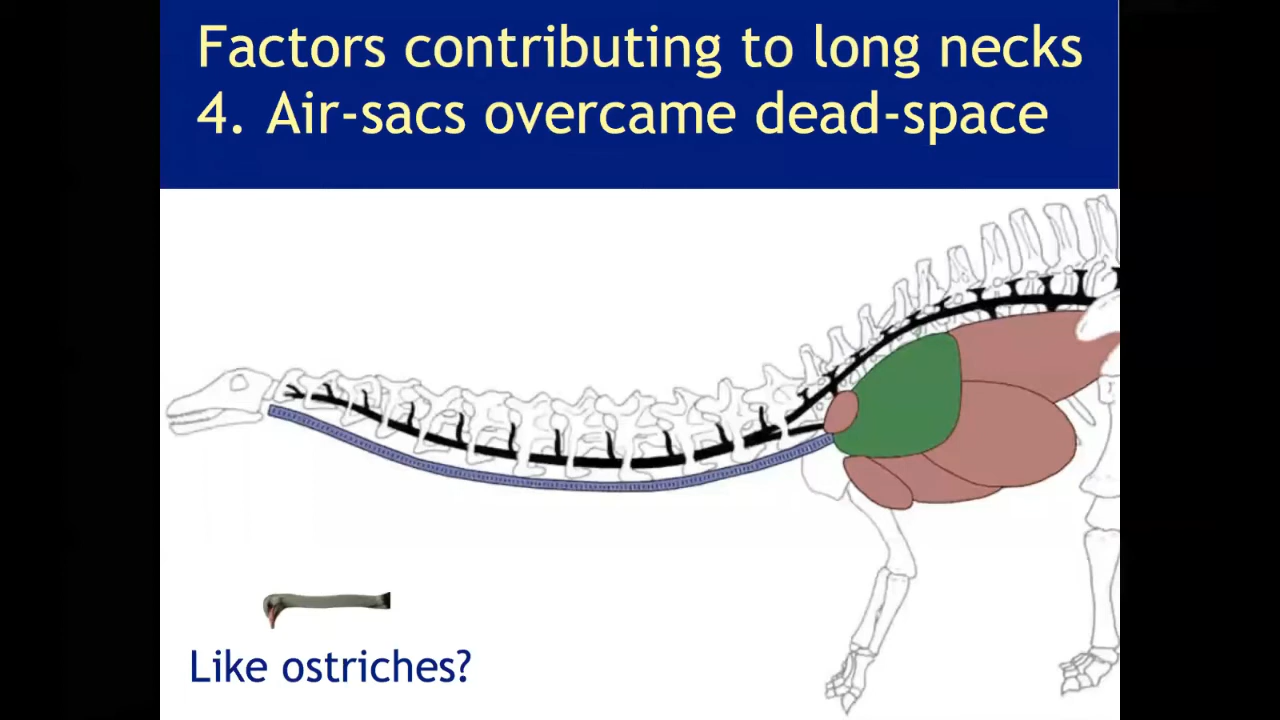 Factors contributing to long necks
4. Air-sacs overcame dead-space
Like ostriches?